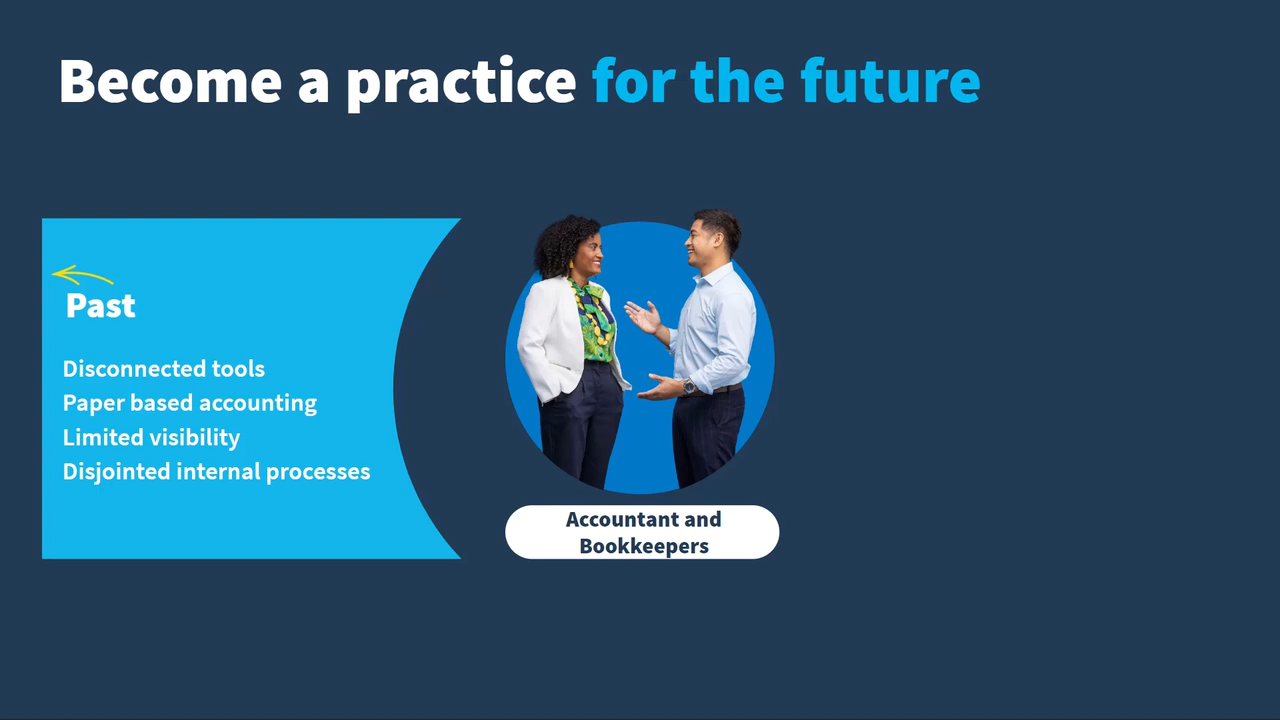 Become a practice for the future
Past
Disconnected tools
Paper based accounting
Limited visibility
Disjointed internal processes
Accountant and
Bookkeepers